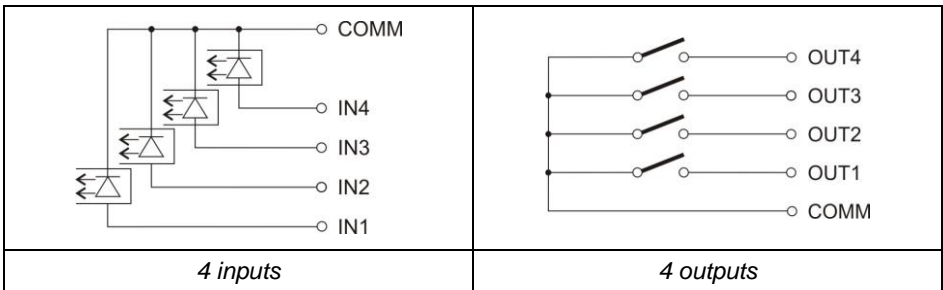 COMM
IN4
IN3
IN2
IN1
4 inputs
OUT4
OUT3
OUT2
OUT1
COMM
4 outputs